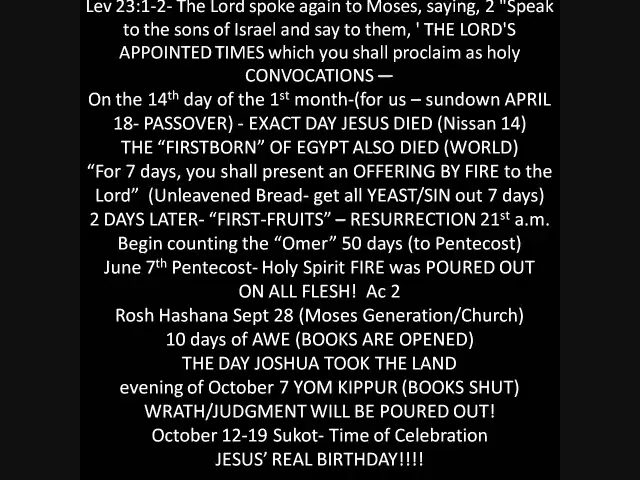 Lev 23:1-2- The Lord spoke again to Moses, saying, 2 "Speak
to the sons of Israel and say to them, ' THE LORD'S
APPOINTED TIMES which you shall proclaim as holy
CONVOCATIONS —
On the 14th day of the 1st month-(for us – sundown APRIL
18- PASSOVER) - EXACT DAY JESUS DIED (Nissan 14)
THE “FIRSTBORN” OF EGYPT ALSO DIED (WORLD)
“For 7 days, you shall present an OFFERING BY FIRE to the
Lord” (Unleavened Bread- get all YEAST/SIN out 7 days)
2 DAYS LATER- “FIRST-FRUITS” – RESURRECTION 21st a.m.
Begin counting the “Omer” 50 days (to Pentecost)
June 7th Pentecost- Holy Spirit FIRE was POURED OUT
ON ALL FLESH! Ac 2
Rosh Hashana Sept 28 (Moses Generation/Church)
10 days of AWE (BOOKS ARE OPENED)
THE DAY JOSHUA TOOK THE LAND
evening of October 7 YOM KIPPUR (BOOKS SHUT)
WRATH/JUDGMENT WILL BE POURED OUT!
October 12-19 Sukot- Time of Celebration
JESUS’ REAL BIRTHDAY!!!!